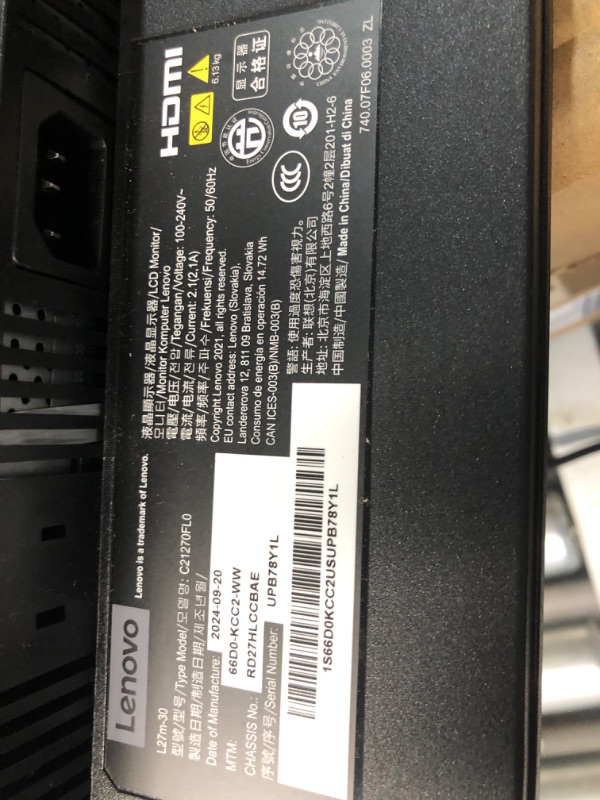 Lenovo
Lenovo is a trademark of Lenovo.
L27m-30
型號/型号/Type Model/모델명: C21270FL0
製造日期/制造日期/제조년월/
Date of Manufacture: 2024-09-20
MTM: 66D0-KCC2-WW
CHASSIS No.: RD27HLCCBAE
序號/序号/Serial Number: UPB78Y1L
1S66D0KCC2USUPB78Y1L
液晶顯示器/液晶显示器/LCD Monitor/
모니터/Monitor Komputer Lenovo
電壓/电压/전압/Tegangan/Voltage: 100-240V~
電流/电流/전류/Current: 2.1(2,1A)
頻率/频率/주파수/Frekuensi/Frequency: 50/60Hz
Copyright Lenovo 2021, all rights reserved.
EU contact address: Lenovo (Slovakia),
Landererova 12, 811 09 Bratislava, Slovakia
Consumo de energía en operación 14.72 Wh
CAN ICES-003(B)/NMB-003(B)
警語: 使用過度恐傷害視力。
生产者: 联想(北京)有限公司
地址: 北京市海淀区上地西路6号2幢2层201-H2-6
中国制造/中國製造/ Made in China/Dibuat di China
HDMI
6.13 kg
显示器
合格证
10
CCC
740.07F06.0003 ZL